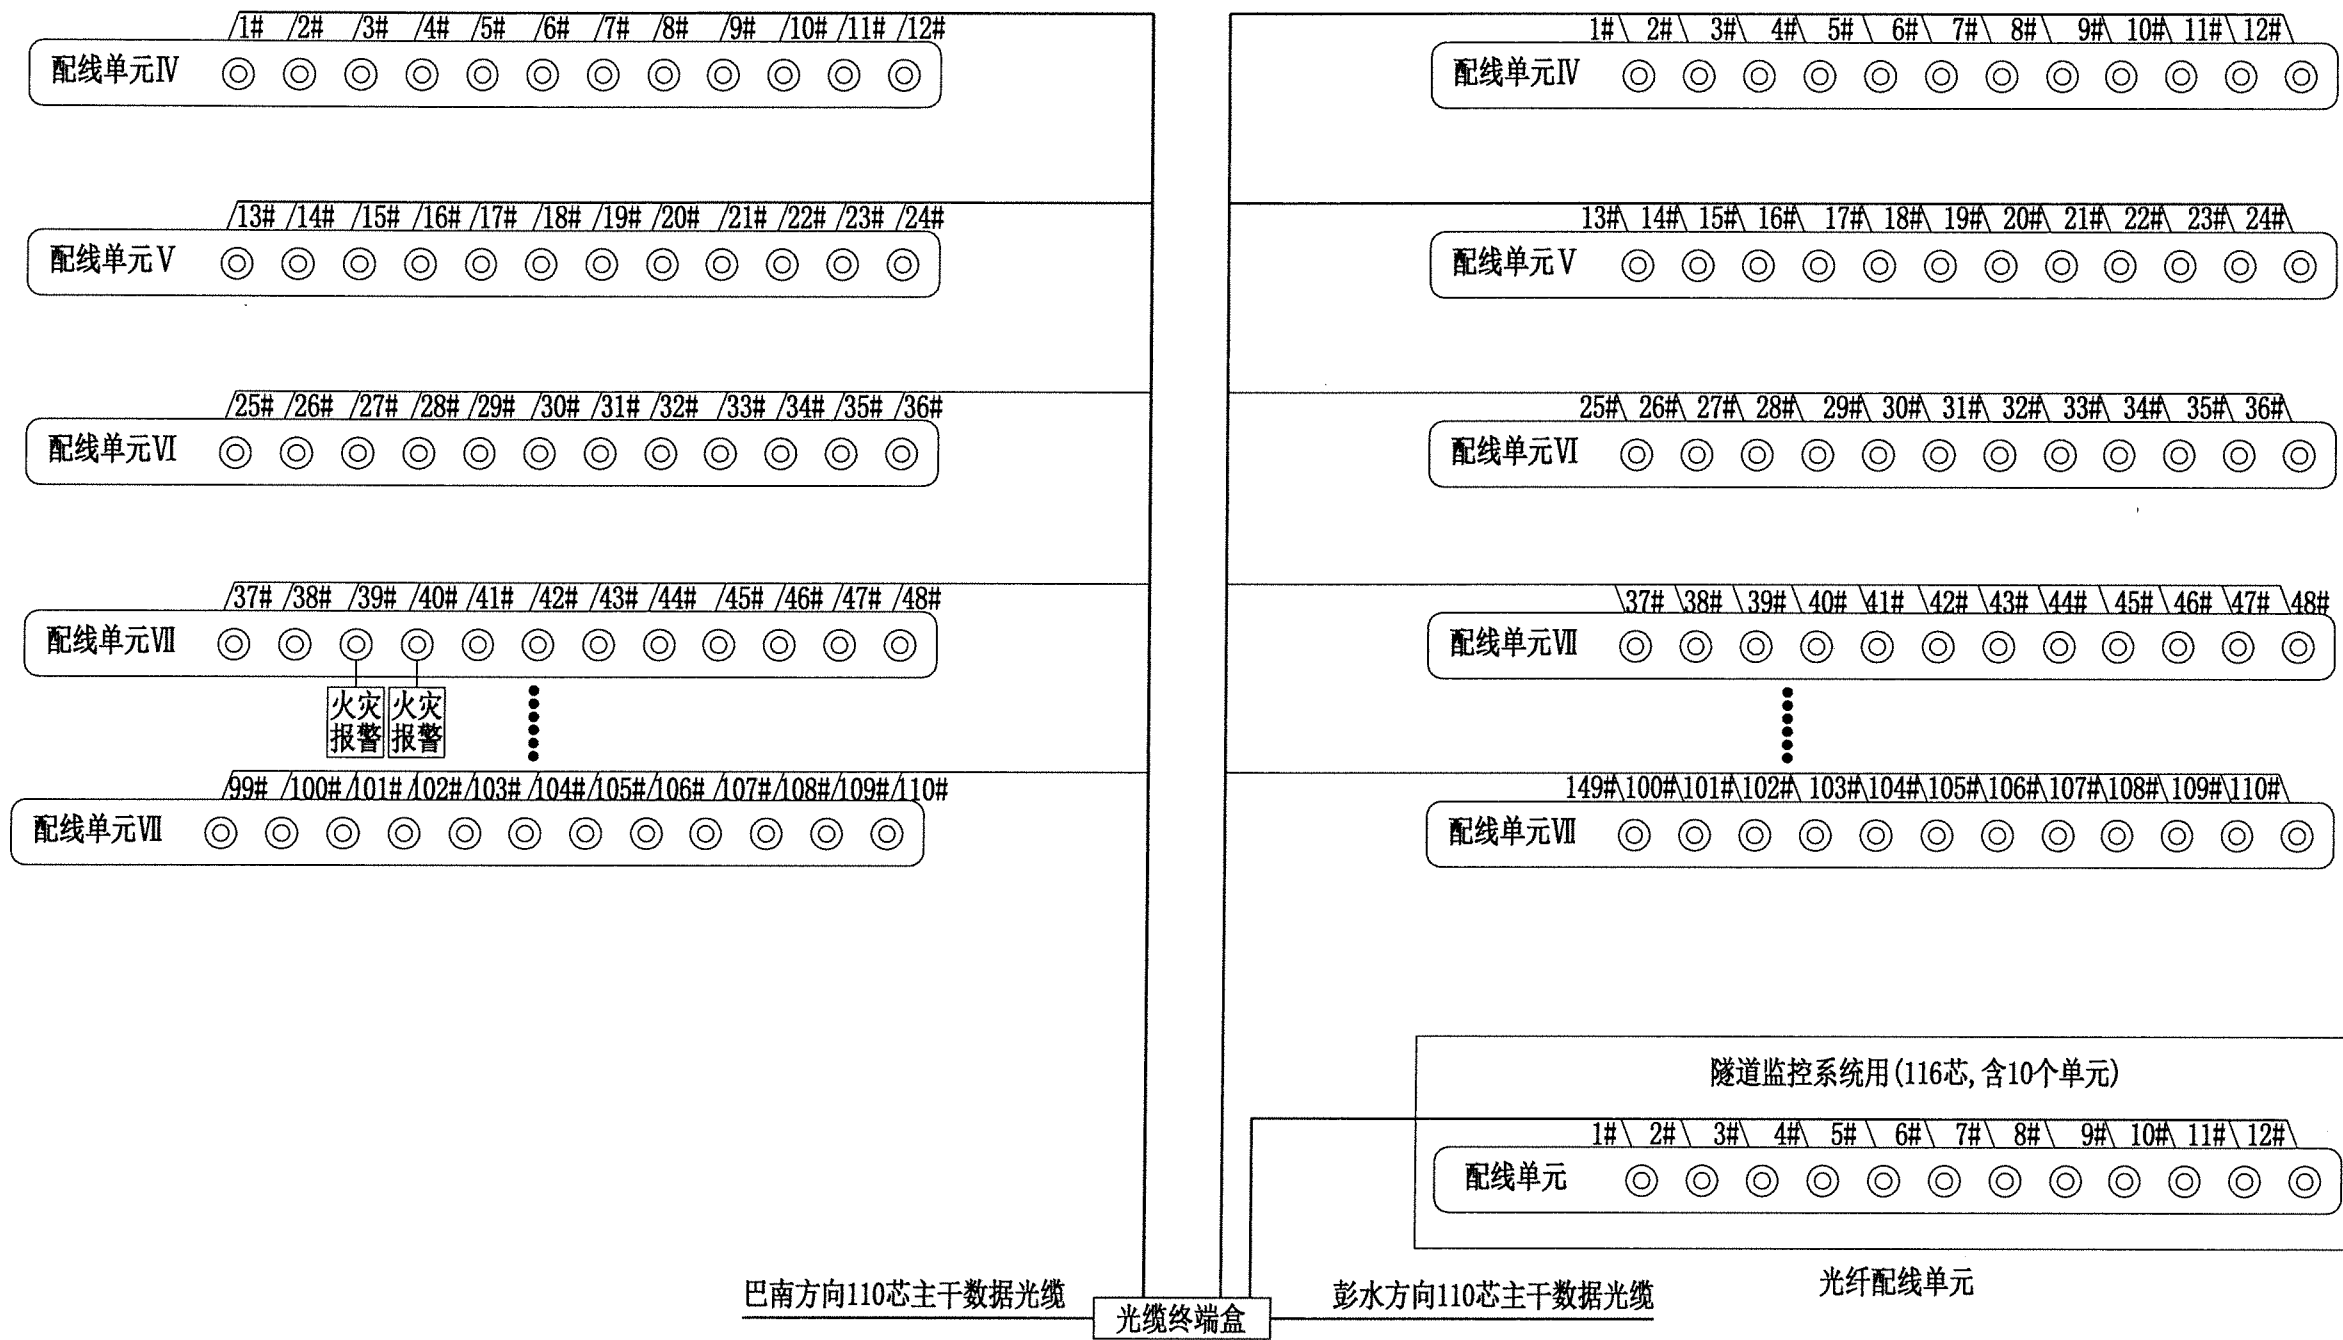 1# 2# 3# 4# 5# 6# 7# 8# 9# 10# 11# 12#
配线单元Ⅳ
1# 2# 3# 4# 5# 6# 7# 8# 9# 10# 11# 12#
配线单元Ⅳ
13# 14# 15# 16# 17# 18# 19# 20# 21# 22# 23# 24#
配线单元Ⅴ
13# 14# 15# 16# 17# 18# 19# 20# 21# 22# 23# 24#
配线单元Ⅴ
25# 26# 27# 28# 29# 30# 31# 32# 33# 34# 35# 36#
配线单元Ⅵ
25# 26# 27# 28# 29# 30# 31# 32# 33# 34# 35# 36#
配线单元Ⅵ
37# 38# 39# 40# 41# 42# 43# 44# 45# 46# 47# 48#
配线单元Ⅶ
火灾
报警
火灾
报警
37# 38# 39# 40# 41# 42# 43# 44# 45# 46# 47# 48#
配线单元Ⅶ
99# 100# 101# 102# 103# 104# 105# 106# 107# 108# 109# 110#
配线单元Ⅶ
149# 100# 101# 102# 103# 104# 105# 106# 107# 108# 109# 110#
配线单元Ⅶ
隧道监控系统用(116芯,含10个单元)
1# 2# 3# 4# 5# 6# 7# 8# 9# 10# 11# 12#
配线单元
光纤配线单元
巴南方向110芯主干数据光缆
光缆终端盒
彭水方向110芯主干数据光缆